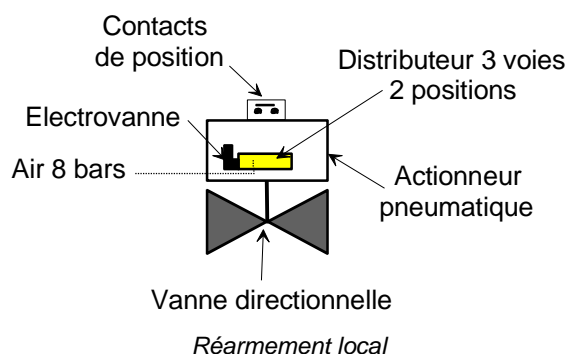 Contacts
de position
Distributeur 3 voies
2 positions
Electrovanne
Air 8 bars
Actionneur
pneumatique
Vanne directionnelle
Réarmement local